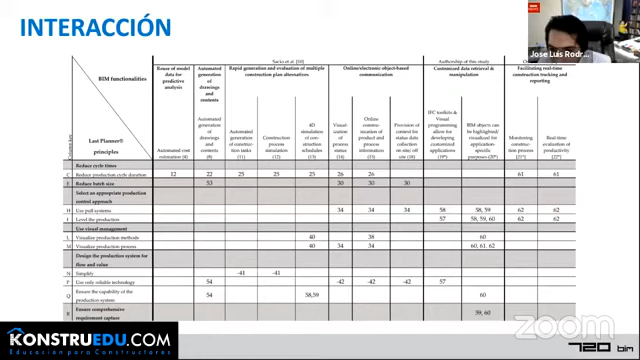 INTERACCIÓN
Jose Luis Rodr...
Sacks et al. [10]
Authorship of this study
BIM functionalities
Last Planner® principles
Column key
Reuse of model data for predictive analysis
Automated generation of drawings and contents
Rapid generation and evaluation of multiple construction plan alternatives
Online/electronic object-based communication
Customized data retrieval & manipulation
Facilitating real-time construction tracking and reporting
Automated cost estimation (8)
Automated generation of drawings and contents (9)
Automated generation of construction tasks (11)
Construction process simulation (12)
4D simulation of construction schedules (13)
Visualization of process status (14)
Online communication of product and process information (15)
Provision of context for status data collection on site/ off site (18)
IFC toolkits & Visual programming allow for developing customized applications (19*)
BIM objects can be highlighted/ visualized for application-specific purposes (20*)
Monitoring construction process (21*)
Real-time evaluation of productivity (22*)
Reduce cycle times
C Reduce production cycle duration 12 22 25 25 25 26 26 61 61
E Reduce batch size 53 30 30 30
Select an appropriate production control approach
H Use pull systems 34 34 34 58 58, 59 62 62
I Level the production 57 58, 59, 60 62 62
Use visual management
L Visualize production methods 40 38 60
M Visualize production process 40 34 34 60, 61. 62
Design the production system for flow and value
N Simplify -41 -41
P Use only reliable technology 54 -42 -42 -42 57
Q Ensure the capability of the production system 54 58,59 60
R Ensure comprehensive requirement capture 59, 60
KONSTRUEDU.COM
Educación para Constructores
zoom
720 bim